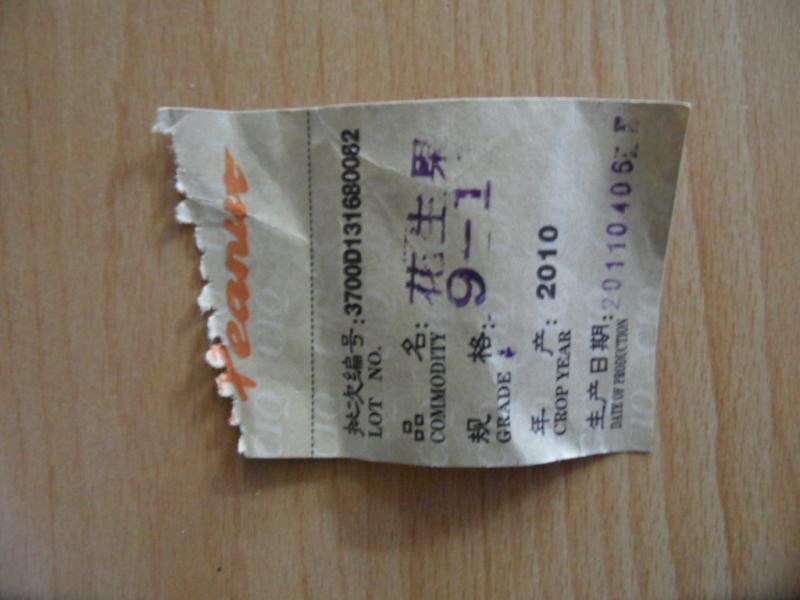 Peanut
批次编号:3700D131680082
LOT NO.
品 名: 花生果
COMMODITY
规 格: 9-1
GRADE
年 产: 2010
CROP YEAR
生产日期: 20110406
DATE OF PRODUCTION